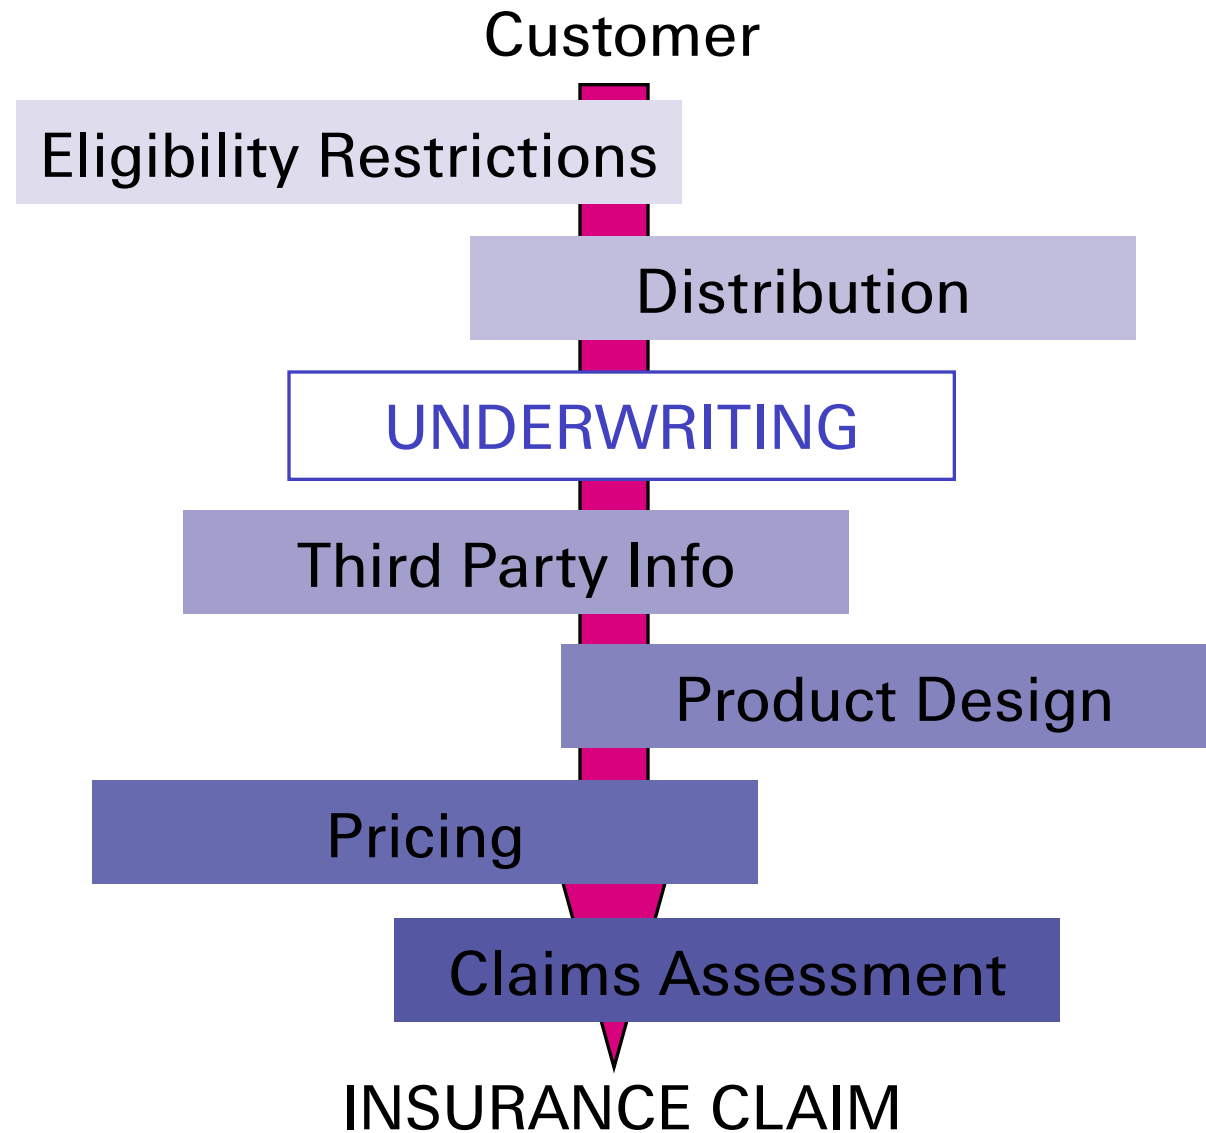 Customer
Eligibility Restrictions
Distribution
UNDERWRITING
Third Party Info
Product Design
Pricing
Claims Assessment
INSURANCE CLAIM